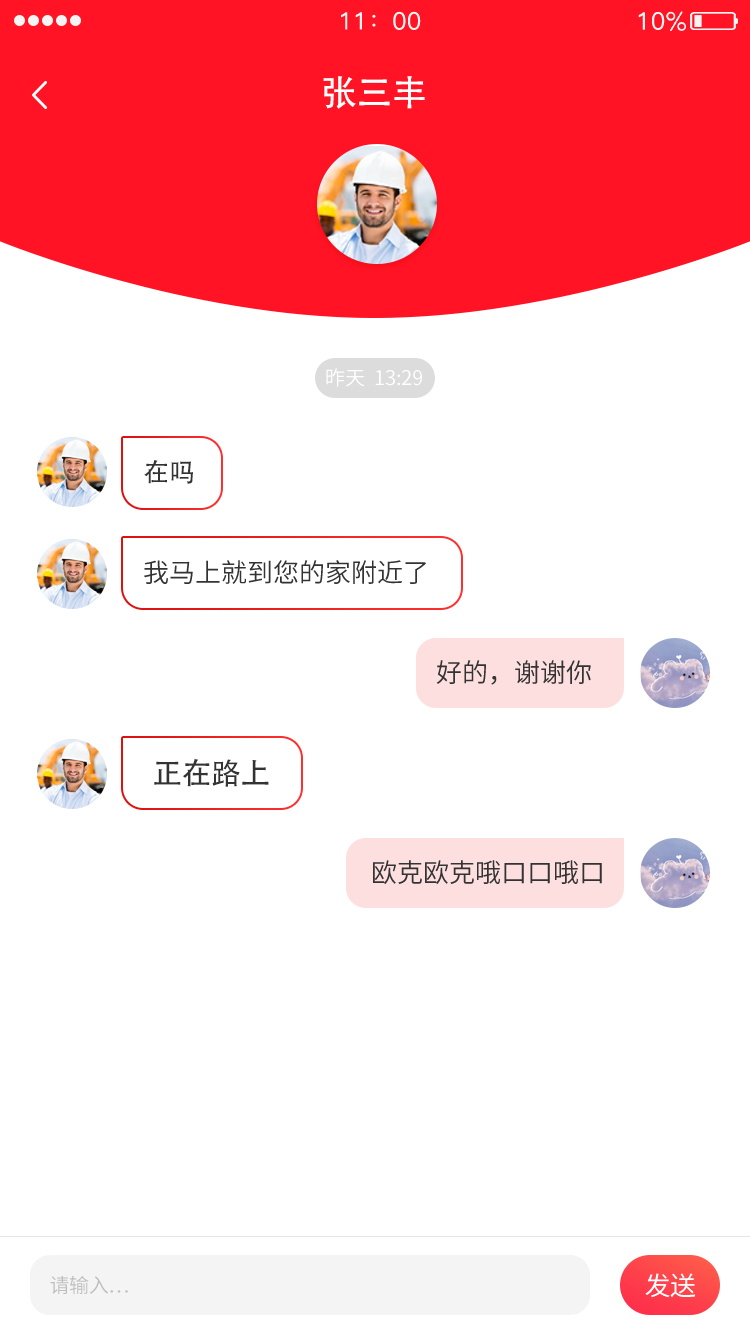 11：00
10%
张三丰
昨天 13:29
在吗
我马上就到您的家附近了
好的，谢谢你
正在路上
欧克欧克哦口口哦口
请输入...
发送